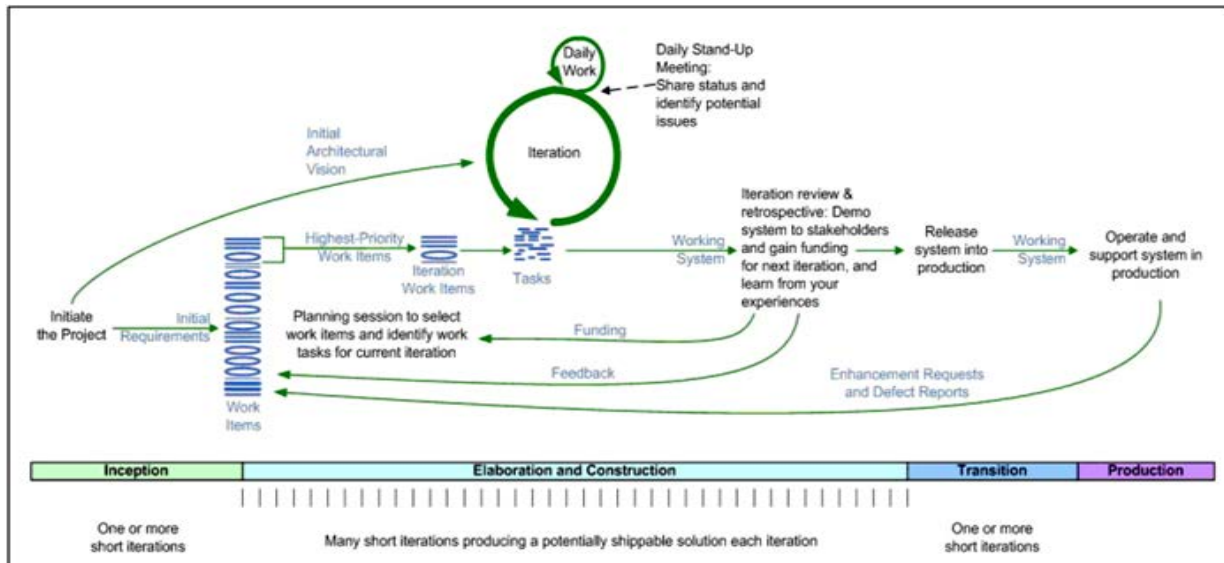 Daily
Work
Daily Stand-Up
Meeting:
Share status and
identify potential
issues
Initial
Architectural
Vision
Iteration
Highest-Priority
Work Items
Iteration
Work Items
Tasks
Working
System
Iteration review &
retrospective: Demo
system to stakeholders
and gain funding
for next iteration, and
learn from your
experiences
Release
system into
production
Working
System
Operate and
support system in
production
Initiate
the Project
Initial
Requirements
Planning session to select
work items and identify work
tasks for current iteration
Funding
Feedback
Enhancement Requests
and Defect Reports
Work
Items
Inception
Elaboration and Construction
Transition
Production
One or more
short iterations
Many short iterations producing a potentially shippable solution each iteration
One or more
short iterations